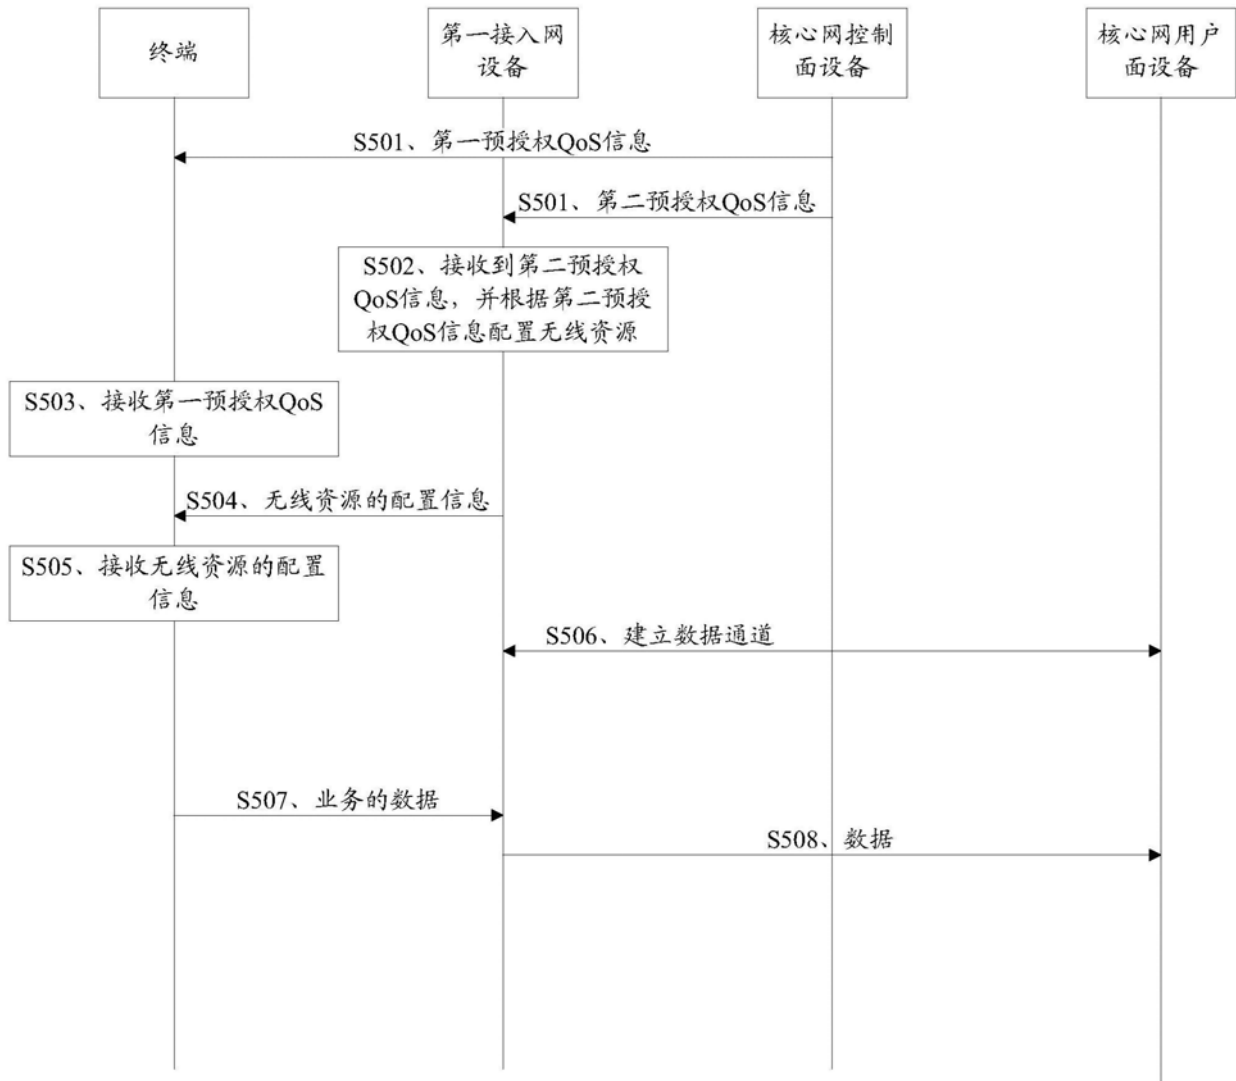 终端
第一接入网
设备
核心网控制
面设备
核心网用户
面设备
S501、第一预授权QoS信息
S501、第二预授权QoS信息
S502、接收到第二预授权
QoS信息，并根据第二预授
权QoS信息配置无线资源
S503、接收第一预授权QoS
信息
S504、无线资源的配置信息
S505、接收无线资源的配置
信息
S506、建立数据通道
S507、业务的数据
S508、数据